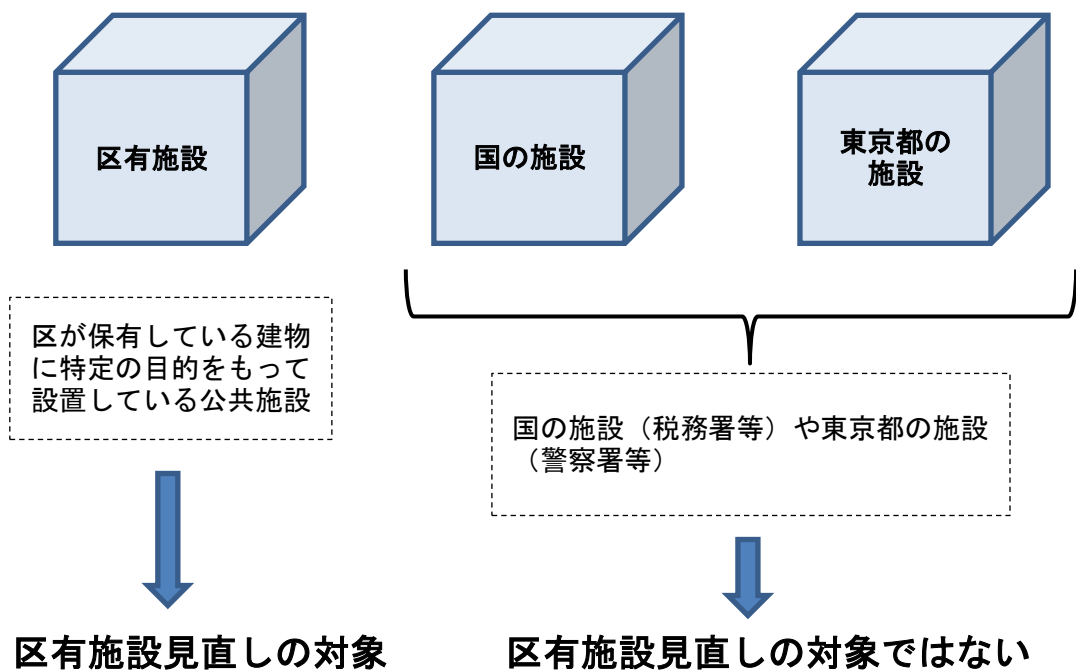 区有施設
国の施設
東京都の
施設
区が保有している建物
に特定の目的をもって
設置している公共施設
国の施設（税務署等）や東京都の施設
（警察署等）
区有施設見直しの対象
区有施設見直しの対象ではない